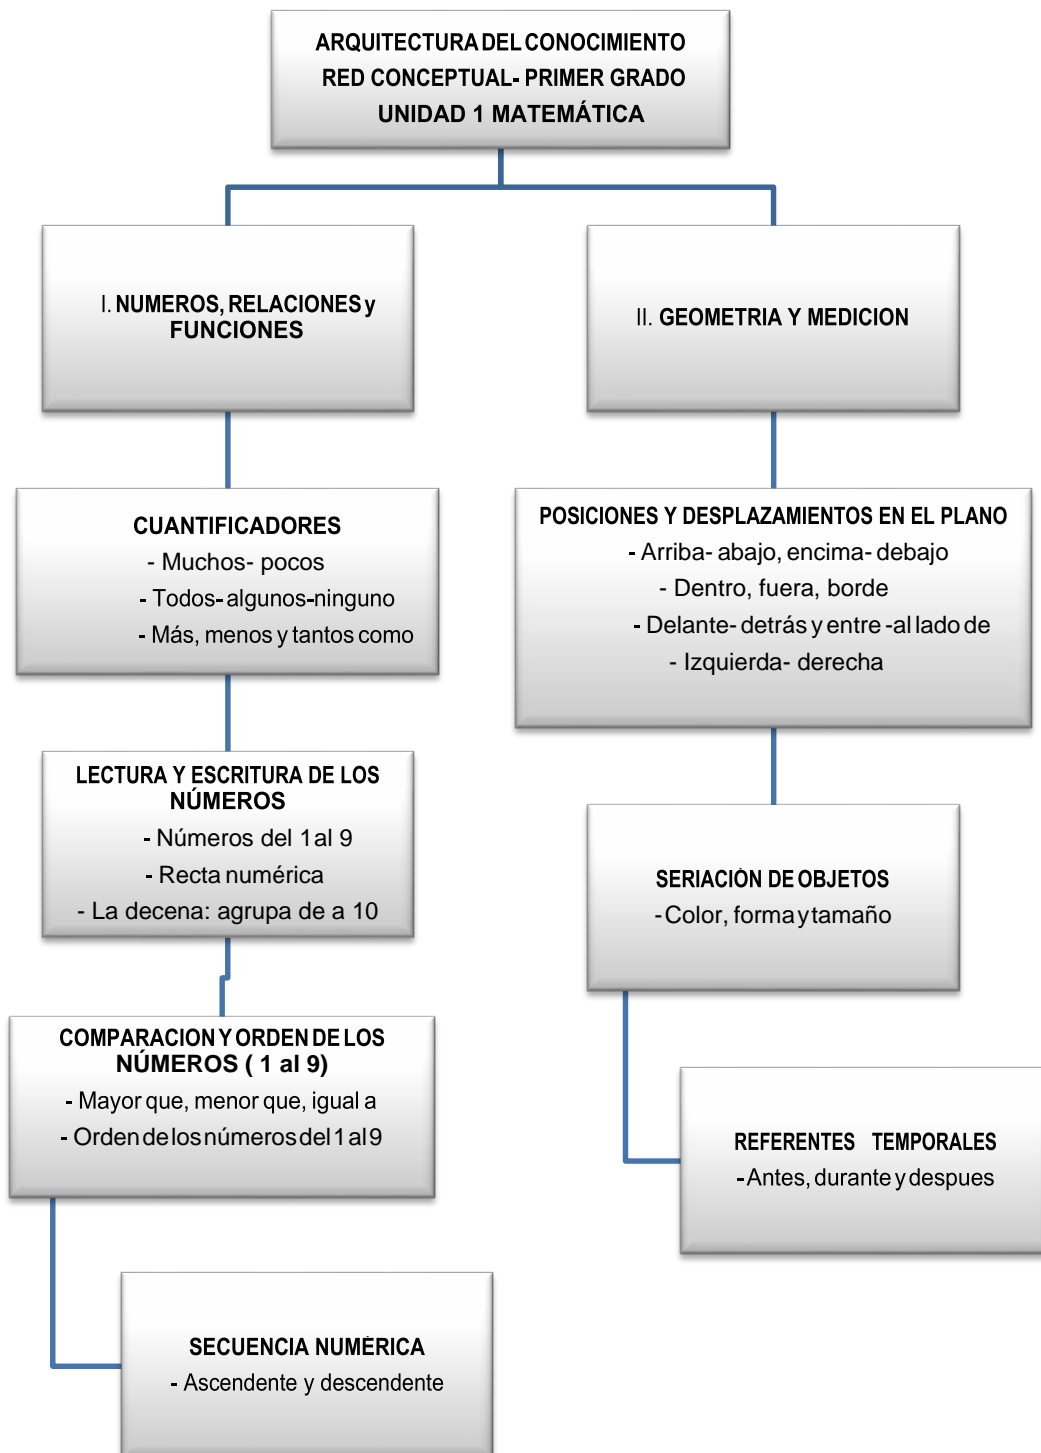 ARQUITECTURA DEL CONOCIMIENTO
RED CONCEPTUAL- PRIMER GRADO
UNIDAD 1 MATEMÁTICA
I. NUMEROS, RELACIONES y
FUNCIONES
CUANTIFICADORES
- Muchos- pocos
- Todos- algunos-ninguno
- Más, menos y tantos como
LECTURA Y ESCRITURA DE LOS
NÚMEROS
- Números del 1 al 9
- Recta numérica
- La decena: agrupa de a 10
COMPARACION Y ORDEN DE LOS
NÚMEROS ( 1 al 9)
- Mayor que, menor que, igual a
- Orden de los números del 1 al 9
SECUENCIA NUMÉRICA
- Ascendente y descendente
II. GEOMETRIA Y MEDICION
POSICIONES Y DESPLAZAMIENTOS EN EL PLANO
- Arriba- abajo, encima- debajo
- Dentro, fuera, borde
- Delante- detrás y entre -al lado de
- Izquierda- derecha
SERIACIÓN DE OBJETOS
- Color, forma y tamaño
REFERENTES TEMPORALES
- Antes, durante y despues